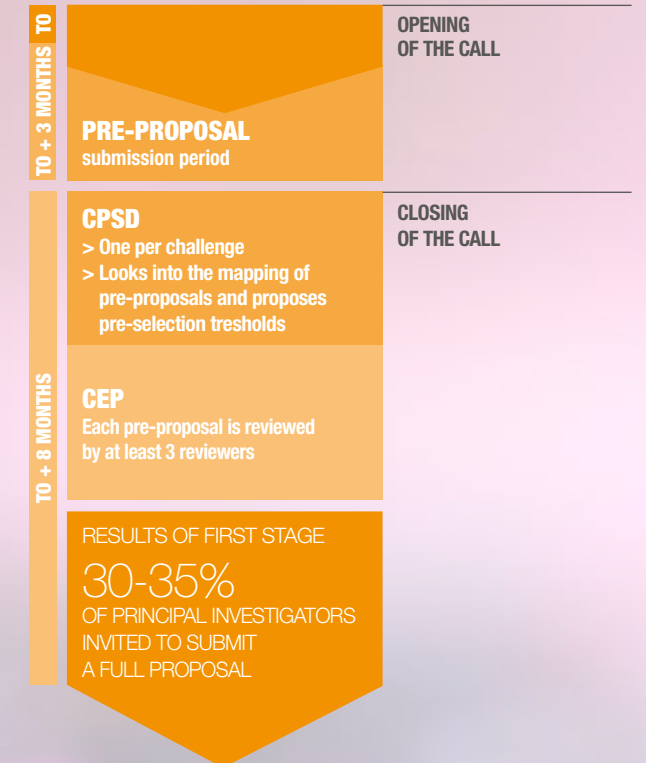 TO
OPENING
OF THE CALL
TO + 3 MONTHS
PRE-PROPOSAL
submission period
CPSD
> One per challenge
> Looks into the mapping of
pre-proposals and proposes
pre-selection tresholds
CLOSING
OF THE CALL
TO + 8 MONTHS
CEP
Each pre-proposal is reviewed
by at least 3 reviewers
RESULTS OF FIRST STAGE
30-35%
OF PRINCIPAL INVESTIGATORS
INVITED TO SUBMIT
A FULL PROPOSAL